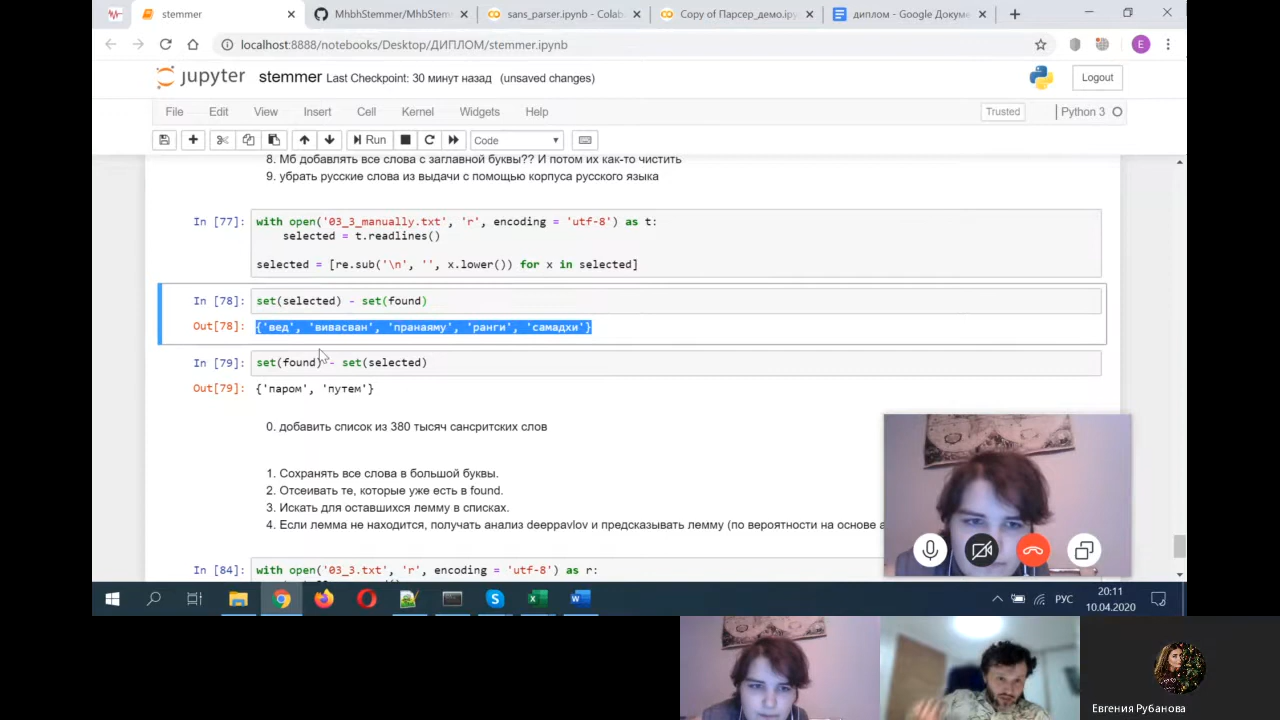 stemmer
MhbhStemmer/MhbStemme
sans_parser.ipynb - Colab
Copy of Парсер_демо.ipynb
диплом - Google Докуме
localhost:8888/notebooks/Desktop/ДИПЛОМ/stemmer.ipynb
E
jupyter stemmer Last Checkpoint: 30 минут назад (unsaved changes)
Logout
File Edit View Insert Cell Kernel Widgets Help
Trusted
Python 3
Run
Code
8. Мб добавлять все слова с заглавной буквы?? И потом их как-то чистить
9. убрать русские слова из выдачи с помощью корпуса русского языка
In [77]: with open('03_3_manually.txt', 'r', encoding = 'utf-8') as t:
selected = t.readlines()
selected = [re.sub('\n', '', x.lower()) for x in selected]
In [78]: set(selected) - set(found)
Out[78]: {'вед', 'вивасван', 'пранаяму', 'ранги', 'самадхи'}
In [79]: set(found) - set(selected)
Out[79]: {'паром', 'путем'}
0. добавить список из 380 тысяч сансритских слов
1. Сохранять все слова в большой буквы.
2. Отсеивать те, которые уже есть в found.
3. Искать для оставшихся лемму в списках.
4. Если лемма не находится, получать анализ deeppavlov и предсказывать лемму (по вероятности на основе
In [84]: with open('03_3.txt', 'r', encoding = 'utf-8') as r:
РУС
20:11
10.04.2020
Евгения Рубанова